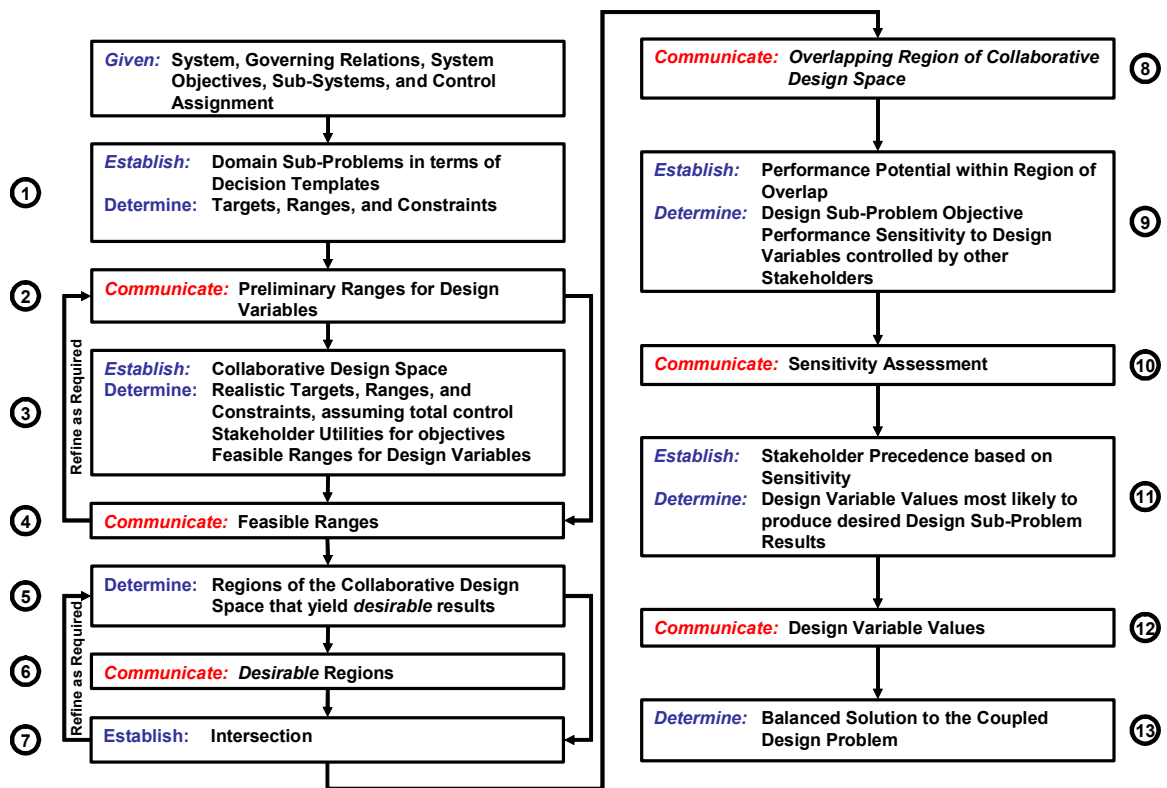 Given: System, Governing Relations, System
Objectives, Sub-Systems, and Control
Assignment
1
Establish: Domain Sub-Problems in terms of
Decision Templates
Determine: Targets, Ranges, and Constraints
2
Communicate: Preliminary Ranges for Design
Variables
Refine as Required
3
Establish: Collaborative Design Space
Determine: Realistic Targets, Ranges, and
Constraints, assuming total control
Stakeholder Utilities for objectives
Feasible Ranges for Design Variables
4
Communicate: Feasible Ranges
5
Determine: Regions of the Collaborative Design
Space that yield desirable results
Refine as Required
6
Communicate: Desirable Regions
7
Establish: Intersection
Communicate: Overlapping Region of Collaborative
Design Space
8
Establish: Performance Potential within Region of
Overlap
Determine: Design Sub-Problem Objective
Performance Sensitivity to Design
Variables controlled by other
Stakeholders
9
Communicate: Sensitivity Assessment
10
Establish: Stakeholder Precedence based on
Sensitivity
Determine: Design Variable Values most likely to
produce desired Design Sub-Problem
Results
11
Communicate: Design Variable Values
12
Determine: Balanced Solution to the Coupled
Design Problem
13